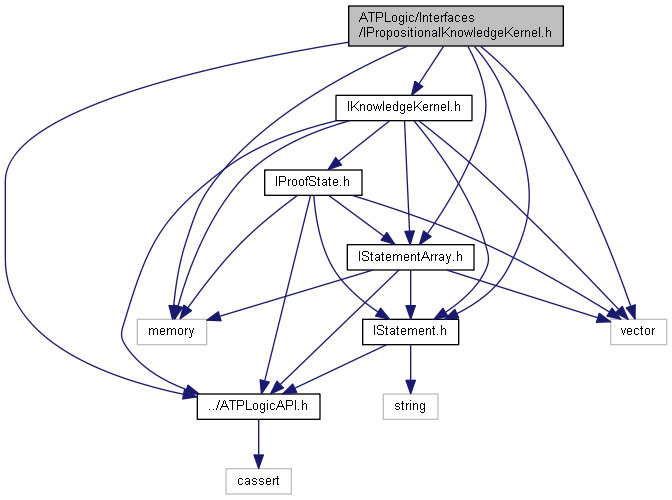 ATPLogic/Interfaces
/IPropositionalKnowledgeKernel.h
IKnowledgeKernel.h
IProofState.h
IStatementArray.h
memory
IStatement.h
vector
../ATPLogicAPI.h
string
cassert